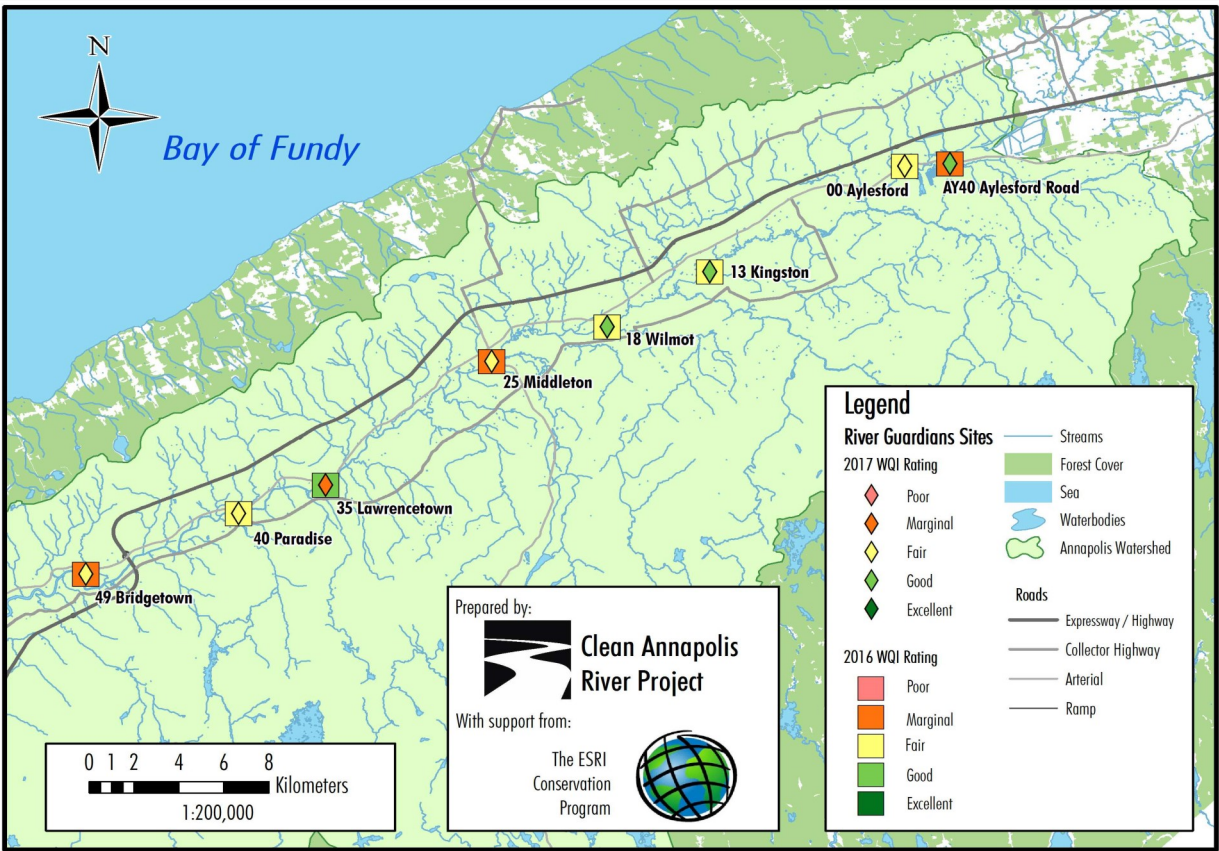 N
Bay of Fundy
00 Aylesford
AY40 Aylesford Road
13 Kingston
18 Wilmot
25 Middleton
35 Lawrencetown
40 Paradise
49 Bridgetown
Legend
River Guardians Sites
2017 WQI Rating
Poor
Marginal
Fair
Good
Excellent
2016 WQI Rating
Poor
Marginal
Fair
Good
Excellent
Streams
Forest Cover
Sea
Waterbodies
Annapolis Watershed
Roads
Expressway / Highway
Collector Highway
Arterial
Ramp
Prepared by:
Clean Annapolis
River Project
With support from:
The ESRI
Conservation
Program
0 1 2 4 6 8
Kilometers
1:200,000